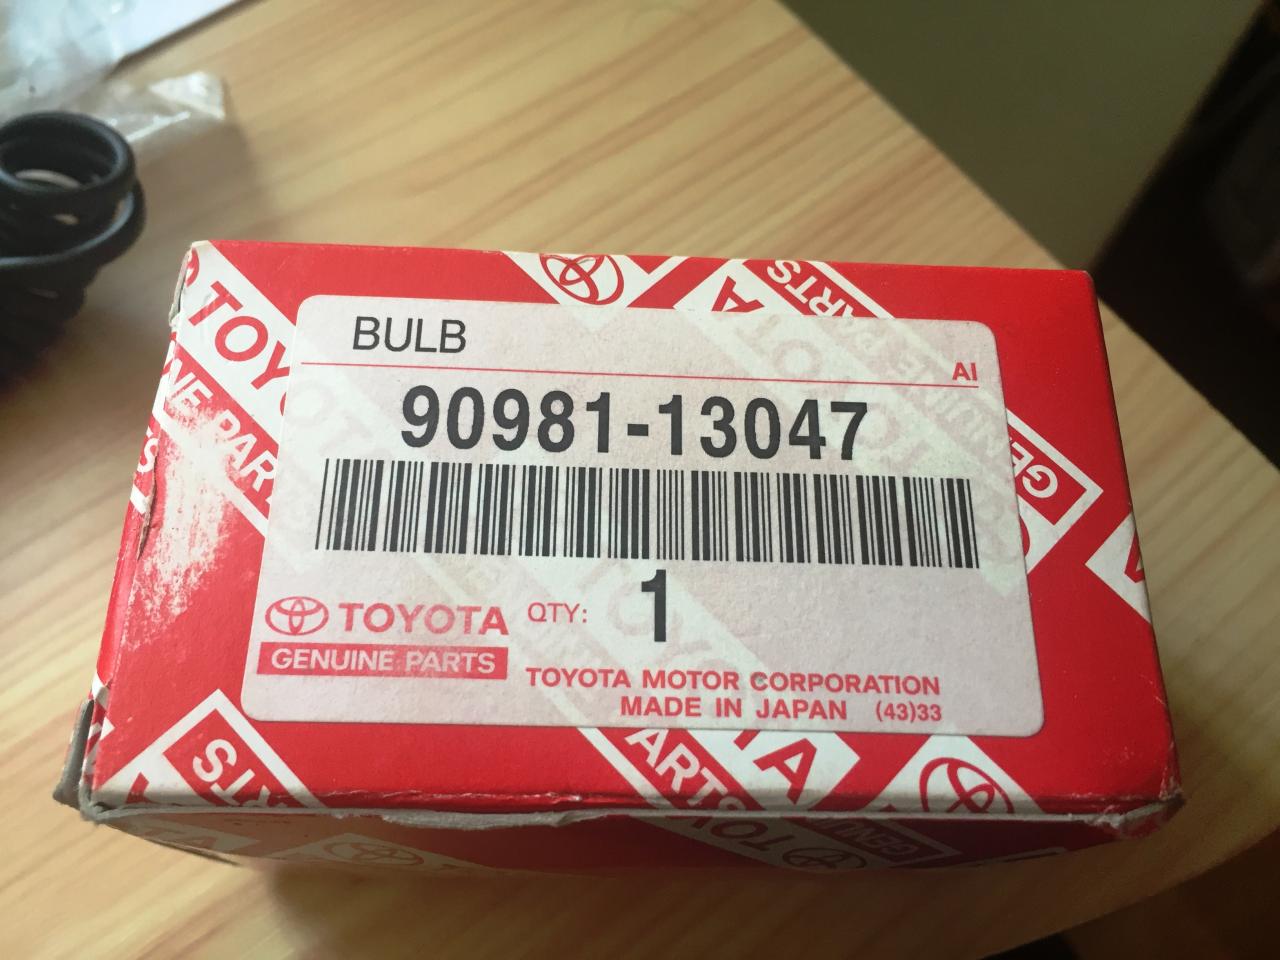 BULB
AI
90981-13047
TOYOTA
GENUINE PARTS
QTY: 1
TOYOTA MOTOR CORPORATION
MADE IN JAPAN (43)33